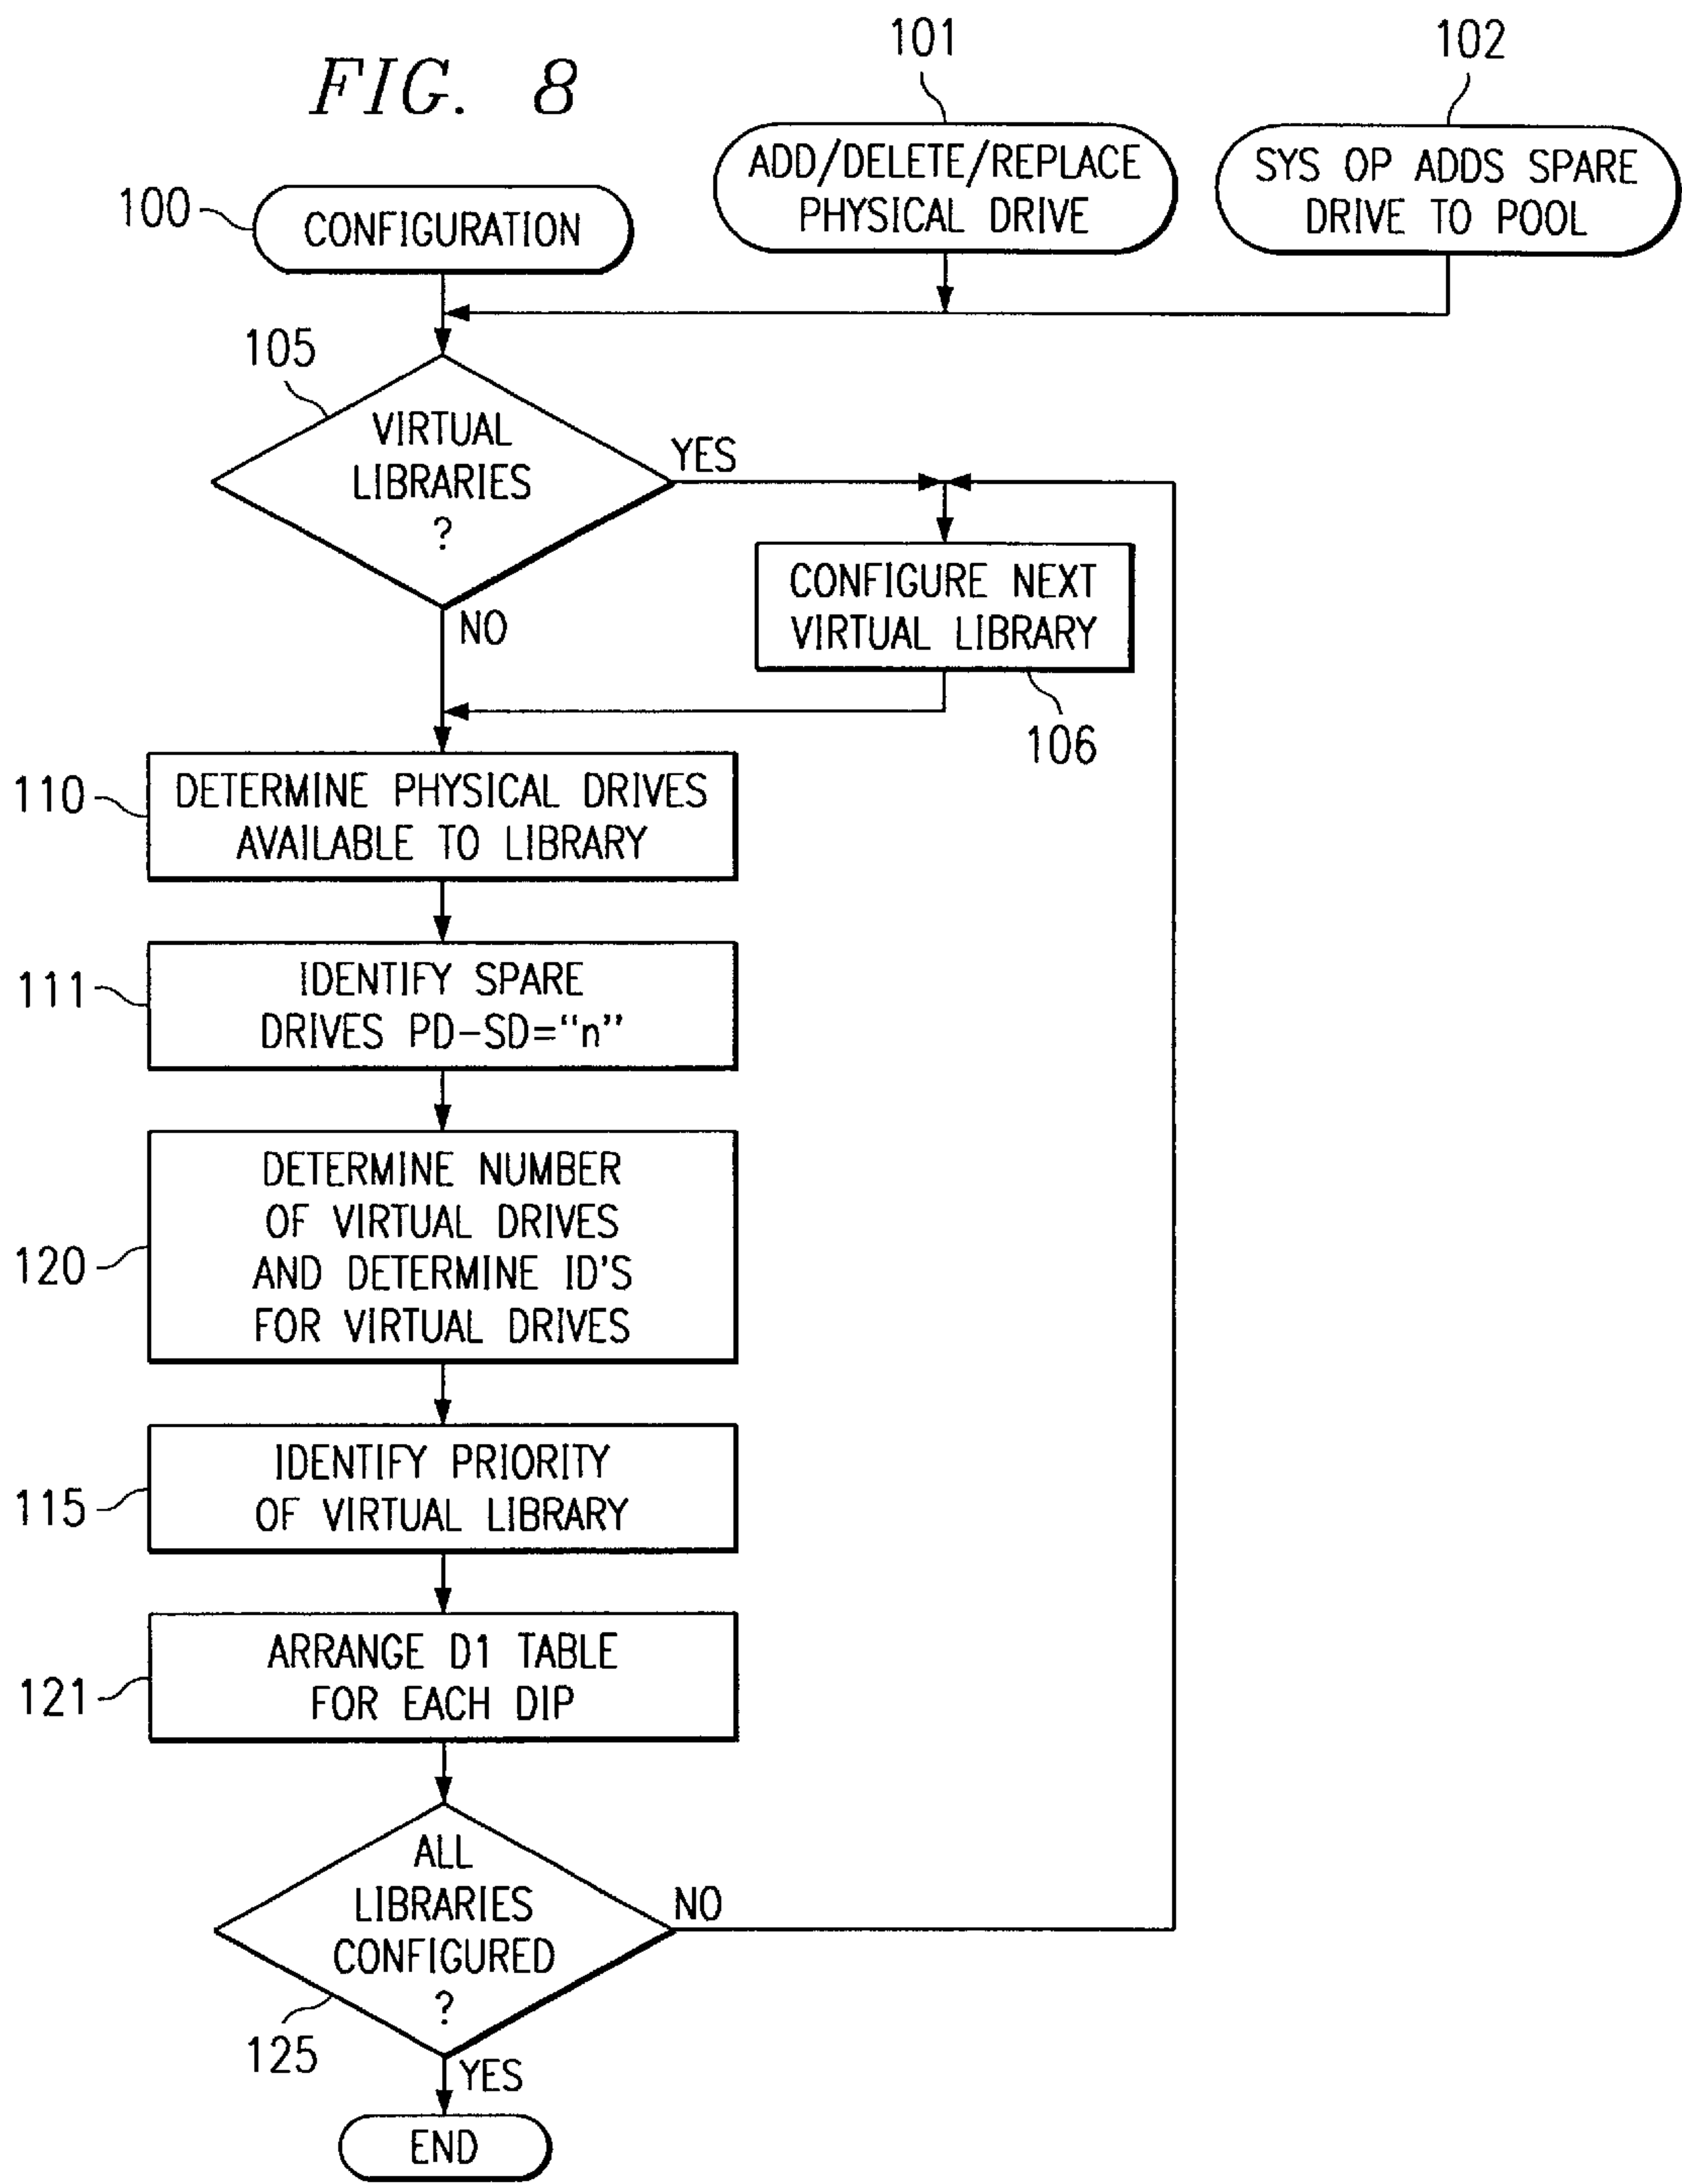 FIG. 8
101
102
ADD/DELETE/REPLACE
PHYSICAL DRIVE
SYS OP ADDS SPARE
DRIVE TO POOL
100
CONFIGURATION
105
VIRTUAL
LIBRARIES
?
YES
NO
CONFIGURE NEXT
VIRTUAL LIBRARY
106
110
DETERMINE PHYSICAL DRIVES
AVAILABLE TO LIBRARY
111
IDENTIFY SPARE
DRIVES PD-SD="n"
120
DETERMINE NUMBER
OF VIRTUAL DRIVES
AND DETERMINE ID'S
FOR VIRTUAL DRIVES
115
IDENTIFY PRIORITY
OF VIRTUAL LIBRARY
121
ARRANGE D1 TABLE
FOR EACH DIP
ALL
LIBRARIES
CONFIGURED
?
NO
125
YES
END